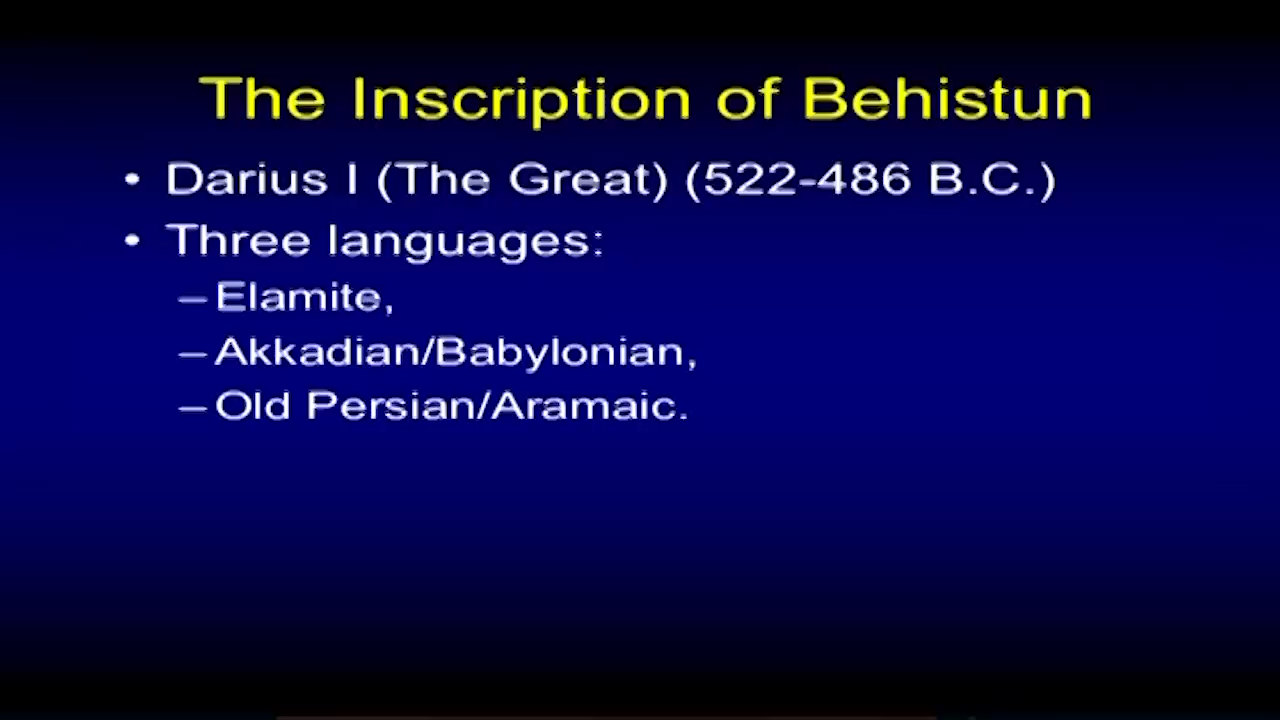 The Inscription of Behistun
• Darius I (The Great) (522-486 B.C.)
• Three languages:
– Elamite,
– Akkadian/Babylonian,
– Old Persian/Aramaic.